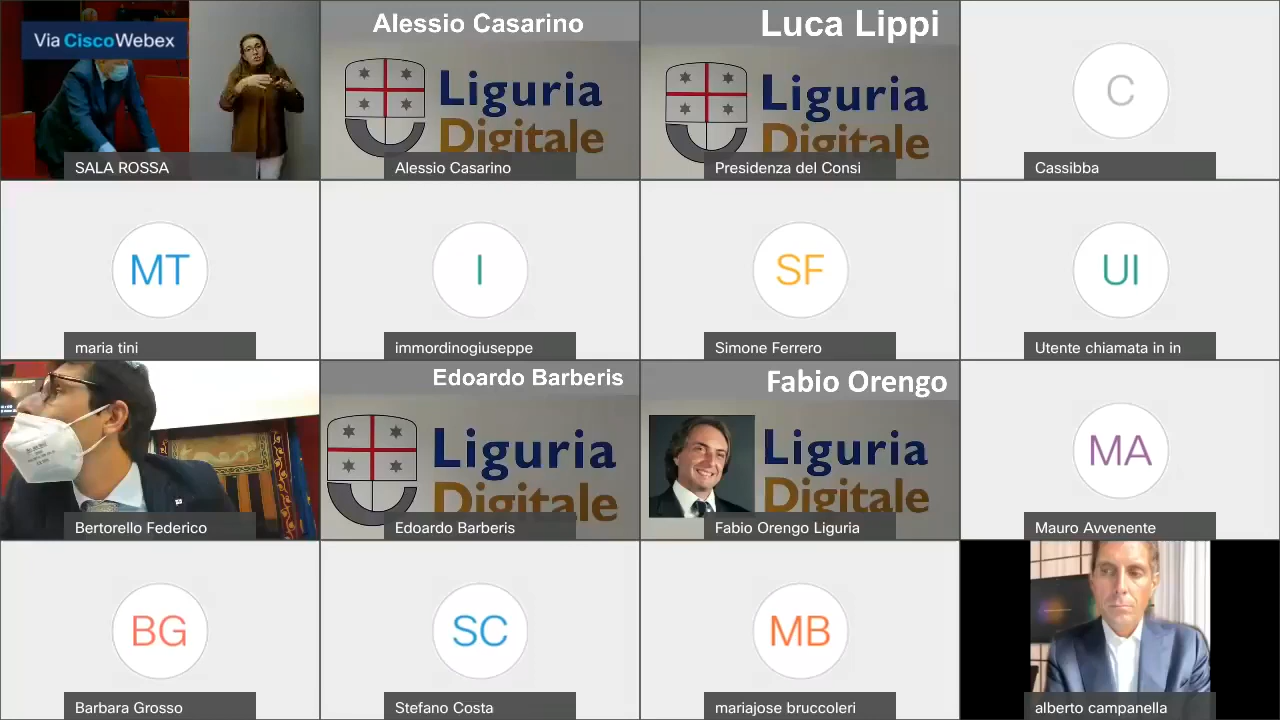 Via Cisco Webex
SALA ROSSA
Alessio Casarino
Liguria
Digitale
Alessio Casarino
Luca Lippi
Liguria
Digitale
Presidenza del Consi
C
Cassibba
MT
maria tini
I
immordinogiuseppe
SF
Simone Ferrero
UI
Utente chiamata in in
Bertorello Federico
Edoardo Barberis
Liguria
Digitale
Edoardo Barberis
Fabio Orengo
Liguria
Digitale
Fabio Orengo Liguria
MA
Mauro Avvenente
BG
Barbara Grosso
SC
Stefano Costa
MB
mariajose bruccoleri
alberto campanella